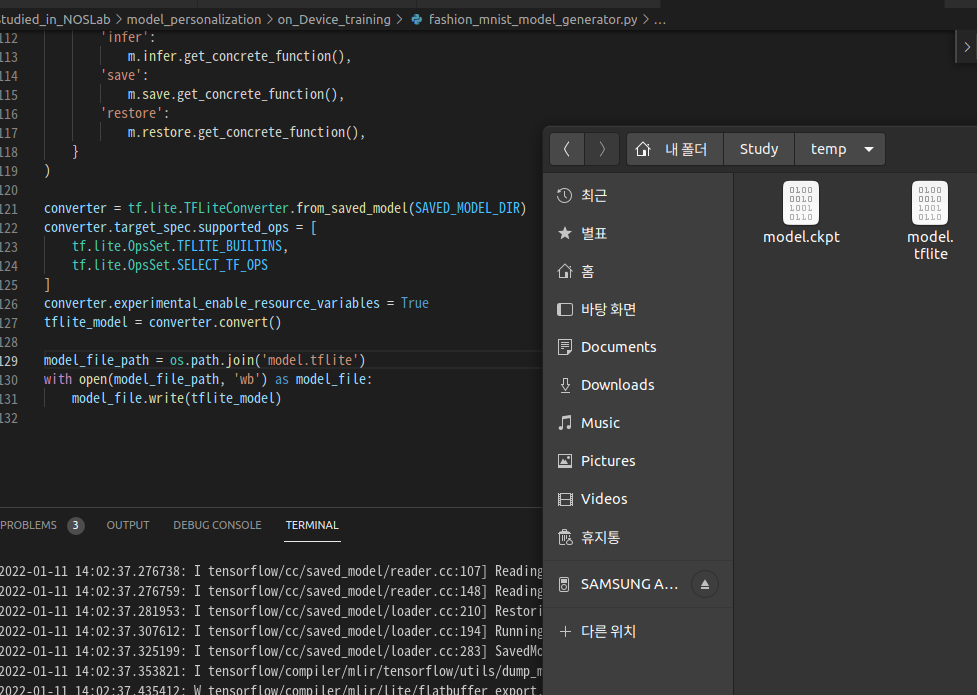 tudied_in_NOSLab > model_personalization > on_Device_training > fashion_mnist_model_generator.py > ...
112 'infer':
113 m.infer.get_concrete_function(),
114 'save':
115 m.save.get_concrete_function(),
116 'restore':
117 m.restore.get_concrete_function(),
118 }
119 )
120
121 converter = tf.lite.TFLiteConverter.from_saved_model(SAVED_MODEL_DIR)
122 converter.target_spec.supported_ops = [
123 tf.lite.OpsSet.TFLITE_BUILTINS,
124 tf.lite.OpsSet.SELECT_TF_OPS
125 ]
126 converter.experimental_enable_resource_variables = True
127 tflite_model = converter.convert()
128
129 model_file_path = os.path.join('model.tflite')
130 with open(model_file_path, 'wb') as model_file:
131 model_file.write(tflite_model)
132
PROBLEMS 3 OUTPUT DEBUG CONSOLE TERMINAL
2022-01-11 14:02:37.276738: I tensorflow/cc/saved_model/reader.cc:107] Reading
2022-01-11 14:02:37.276759: I tensorflow/cc/saved_model/reader.cc:148] Reading
2022-01-11 14:02:37.281953: I tensorflow/cc/saved_model/loader.cc:210] Restori
2022-01-11 14:02:37.307612: I tensorflow/cc/saved_model/loader.cc:194] Running
2022-01-11 14:02:37.325199: I tensorflow/cc/saved_model/loader.cc:283] SavedMo
2022-01-11 14:02:37.353821: I tensorflow/compiler/mlir/tensorflow/utils/dump_m
2022-01-11 14:02:37.435412: W tensorflow/compiler/mlir/lite/flatbuffer_export.
내 폴더 Study temp
최근
별표
홈
바탕 화면
Documents
Downloads
Music
Pictures
Videos
휴지통
SAMSUNG A...
다른 위치
0100
0010
1001
0110
model.ckpt
0100
0010
1001
0110
model.
tflite